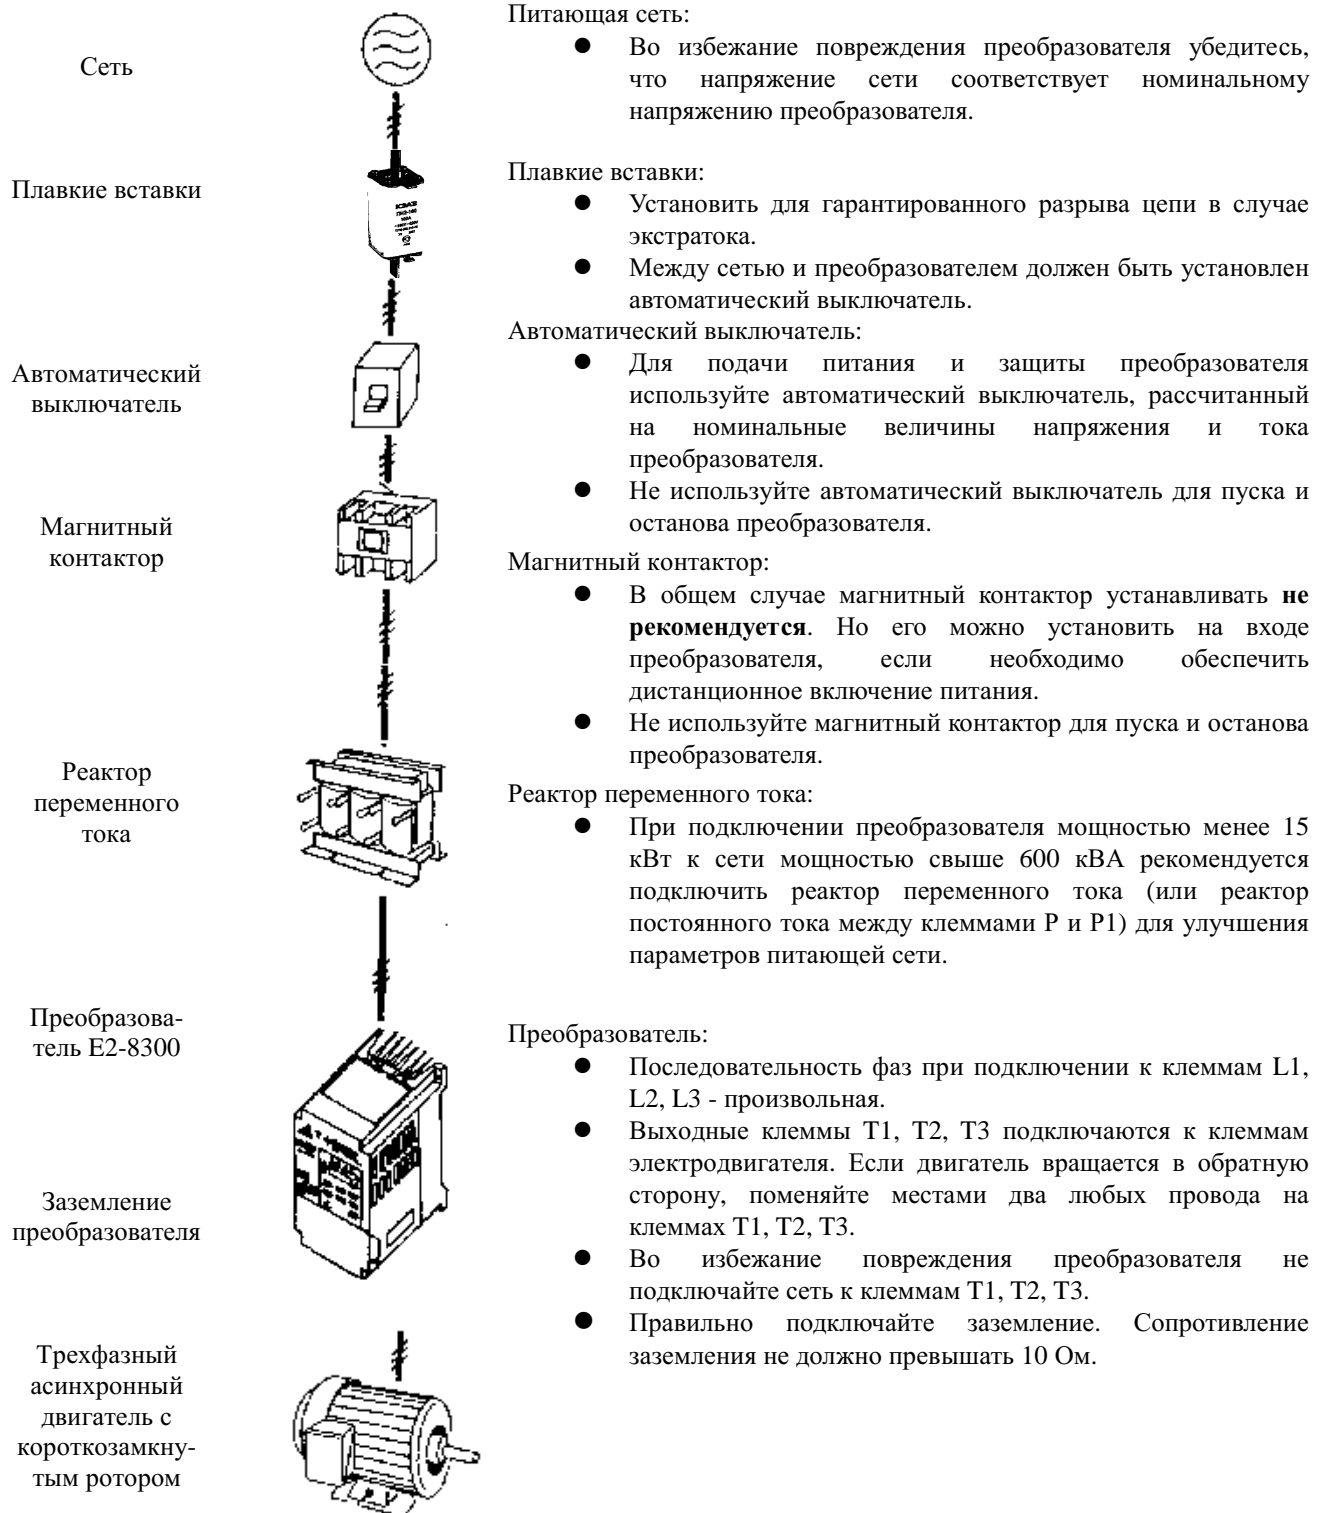 Сеть
Плавкие вставки
Автоматический
выключатель
Магнитный
контактор
Реактор
переменного
тока
Преобразова-
тель E2-8300
Заземление
преобразователя
Трехфазный
асинхронный
двигатель с
короткозамкну-
тым ротором
Питающая сеть:
● Во избежание повреждения преобразователя убедитесь,
что напряжение сети соответствует номинальному
напряжению преобразователя.
Плавкие вставки:
● Установить для гарантированного разрыва цепи в случае
экстратока.
● Между сетью и преобразователем должен быть установлен
автоматический выключатель.
Автоматический выключатель:
● Для подачи питания и защиты преобразователя
используйте автоматический выключатель, рассчитанный
на номинальные величины напряжения и тока
преобразователя.
● Не используйте автоматический выключатель для пуска и
останова преобразователя.
Магнитный контактор:
● В общем случае магнитный контактор устанавливать не
рекомендуется. Но его можно установить на входе
преобразователя, если необходимо обеспечить
дистанционное включение питания.
● Не используйте магнитный контактор для пуска и останова
преобразователя.
Реактор переменного тока:
● При подключении преобразователя мощностью менее 15
кВт к сети мощностью свыше 600 кВА рекомендуется
подключить реактор переменного тока (или реактор
постоянного тока между клеммами P и P1) для улучшения
параметров питающей сети.
Преобразователь:
● Последовательность фаз при подключении к клеммам L1,
L2, L3 - произвольная.
● Выходные клеммы T1, T2, T3 подключаются к клеммам
электродвигателя. Если двигатель вращается в обратную
сторону, поменяйте местами два любых провода на
клеммах T1, T2, T3.
● Во избежание повреждения преобразователя не
подключайте сеть к клеммам T1, T2, T3.
● Правильно подключайте заземление. Сопротивление
заземления не должно превышать 10 Ом.